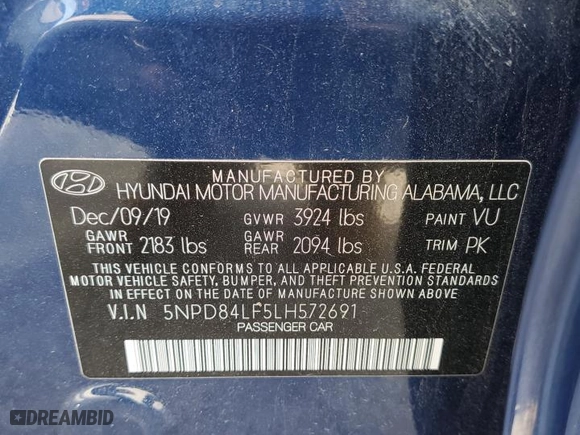 MANUFACTURED BY
HYUNDAI MOTOR MANUFACTURING ALABAMA, LLC
Dec/09/19 GVWR 3924 lbs PAINT VU
GAWR FRONT 2183 lbs GAWR REAR 2094 lbs TRIM PK
THIS VEHICLE CONFORMS TO ALL APPLICABLE U.S.A. FEDERAL
MOTOR VEHICLE SAFETY, BUMPER, AND THEFT PREVENTION STANDARDS
IN EFFECT ON THE DATE OF MANUFACTURE SHOWN ABOVE.
V.I.N 5NPD84LF5LH572691
PASSENGER CAR
DREAMBID